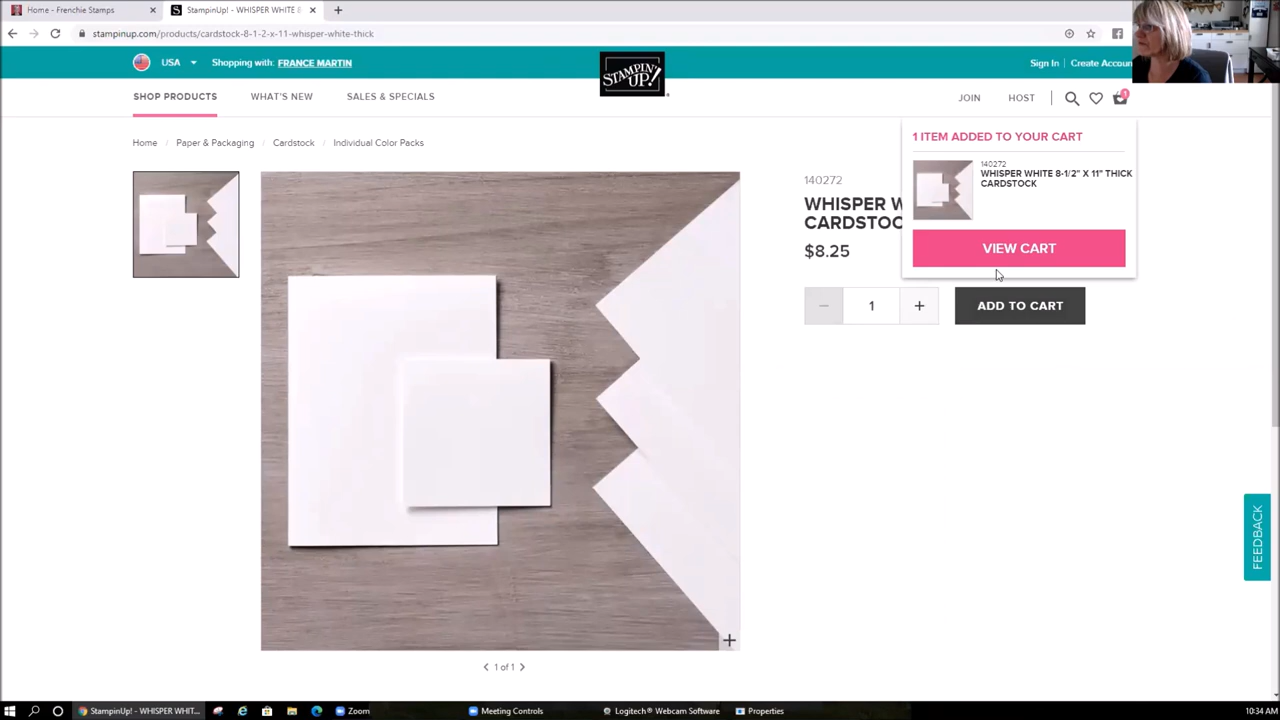 Home - Frenchie Stamps
StampinUp! - WHISPER WHITE 8
stampinup.com/products/cardstock-8-1-2-x-11-whisper-white-thick
USA
Shopping with: FRANCE MARTIN
STAMPIN' UP!
Sign In | Create Accoun
SHOP PRODUCTS
WHAT'S NEW
SALES & SPECIALS
JOIN
HOST
1
Home
Paper & Packaging
Cardstock
Individual Color Packs
1 ITEM ADDED TO YOUR CART
140272
WHISPER WHITE 8-1/2" X 11" THICK
CARDSTOCK
VIEW CART
140272
WHISPER W
CARDSTOC
$8.25
− 1 +
ADD TO CART
FEEDBACK
+
< 1 of 1 >
StampinUp! - WHISPER WHIT...
Zoom
Meeting Controls
Logitech® Webcam Software
Properties
10:34 AM